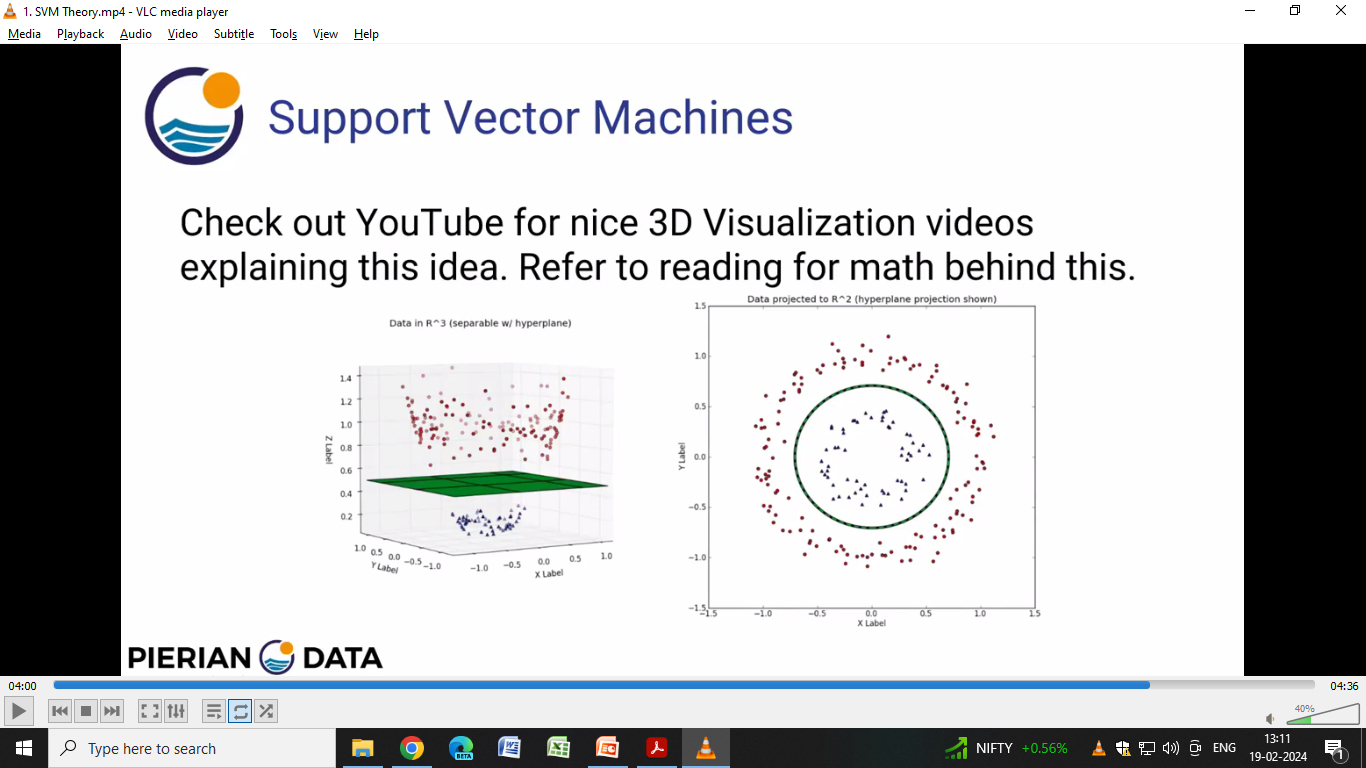 1. SVM Theory.mp4 - VLC media player
Media Playback Audio Video Subtitle Tools View Help
Support Vector Machines
Check out YouTube for nice 3D Visualization videos
explaining this idea. Refer to reading for math behind this.
Data in R^3 (separable w/ hyperplane)
1.4
1.2
1.0
0.8
0.6
0.4
0.2
Z Label
1.0 0.5 0.0 −0.5 −1.0
Y Label
−1.0 −0.5 0.0 0.5 1.0
X Label
Data projected to R^2 (hyperplane projection shown)
1.5
1.0
0.5
0.0
−0.5
−1.0
−1.5
Y Label
−1.5 −1.0 −0.5 0.0 0.5 1.0 1.5
X Label
PIERIAN DATA
04:00
04:36
40%
Type here to search
BETA
NIFTY +0.56%
ENG
13:11
19-02-2024
1